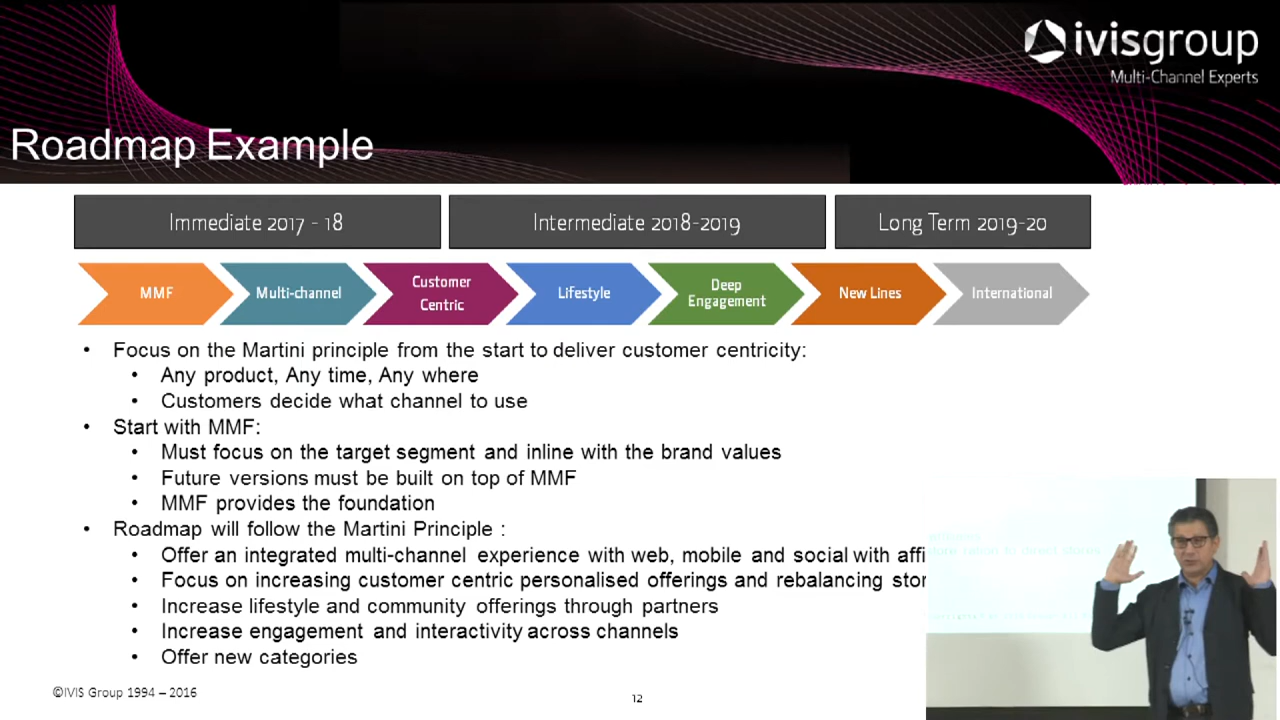 ivisgroup
Multi-Channel Experts
Roadmap Example
Immediate 2017 - 18
Intermediate 2018-2019
Long Term 2019-20
MMF
Multi-channel
Customer
Centric
Lifestyle
Deep
Engagement
New Lines
International
• Focus on the Martini principle from the start to deliver customer centricity:
• Any product, Any time, Any where
• Customers decide what channel to use
• Start with MMF:
• Must focus on the target segment and inline with the brand values
• Future versions must be built on top of MMF
• MMF provides the foundation
• Roadmap will follow the Martini Principle :
• Offer an integrated multi-channel experience with web, mobile and social with affi
• Focus on increasing customer centric personalised offerings and rebalancing stor
• Increase lifestyle and community offerings through partners
• Increase engagement and interactivity across channels
• Offer new categories
©IVIS Group 1994 – 2016
12